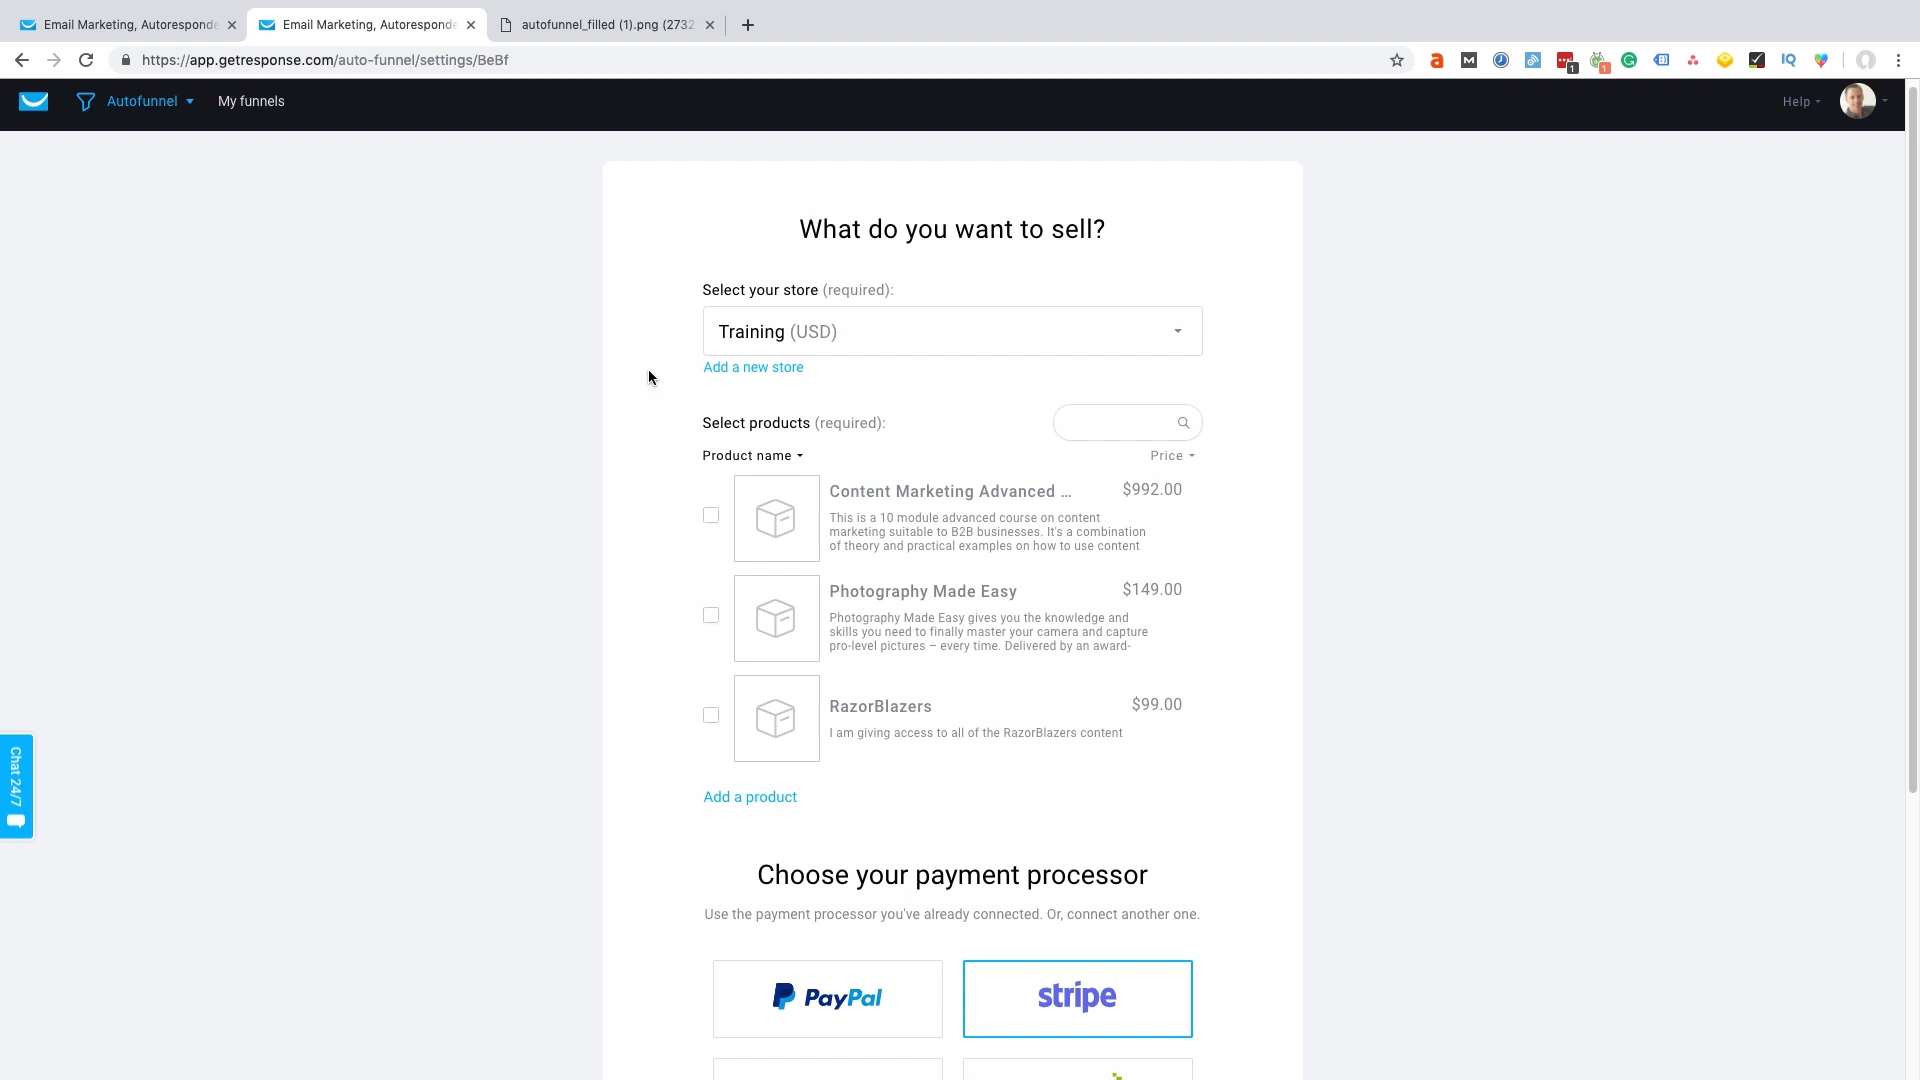 Email Marketing, Autoresponde
Email Marketing, Autoresponde
autofunnel_filled (1).png (2732
https://app.getresponse.com/auto-funnel/settings/BeBf
Autofunnel
My funnels
Help
What do you want to sell?
Select your store (required):
Training (USD)
Add a new store
Select products (required):
Product name
Price
Content Marketing Advanced ...
$992.00
This is a 10 module advanced course on content
marketing suitable to B2B businesses. It's a combination
of theory and practical examples on how to use content
Photography Made Easy
$149.00
Photography Made Easy gives you the knowledge and
skills you need to finally master your camera and capture
pro-level pictures – every time. Delivered by an award-
RazorBlazers
$99.00
I am giving access to all of the RazorBlazers content
Add a product
Chat 24/7
Choose your payment processor
Use the payment processor you've already connected. Or, connect another one.
PayPal
stripe